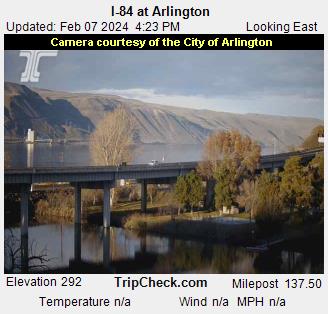 I-84 at Arlington
Updated: Feb 07 2024 4:23 PM Looking East
Camera courtesy of the City of Arlington
Elevation 292 TripCheck.com Milepost 137.50
Temperature n/a Wind n/a MPH n/a